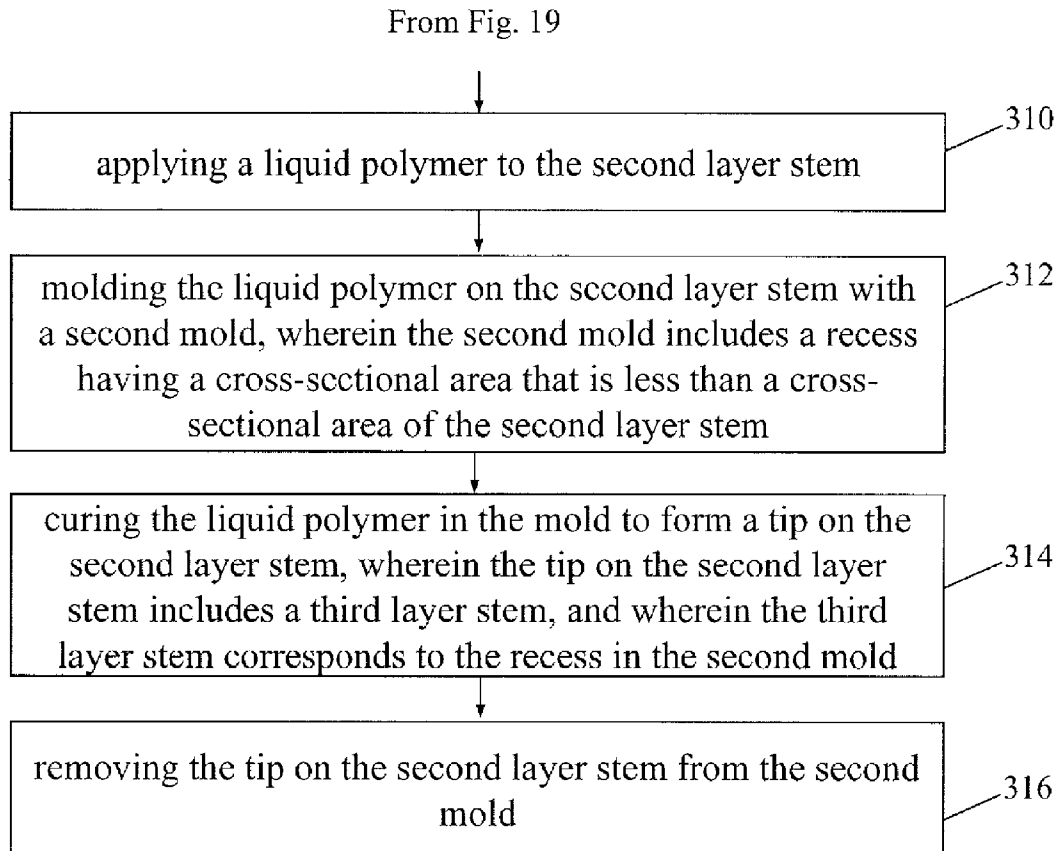 From Fig. 19
310
applying a liquid polymer to the second layer stem
312
molding the liquid polymer on the second layer stem with
a second mold, wherein the second mold includes a recess
having a cross-sectional area that is less than a cross-
sectional area of the second layer stem
curing the liquid polymer in the mold to form a tip on the
second layer stem, wherein the tip on the second layer
314
stem includes a third layer stem, and wherein the third
layer stem corresponds to the recess in the second mold
removing the tip on the second layer stem from the second
316
mold